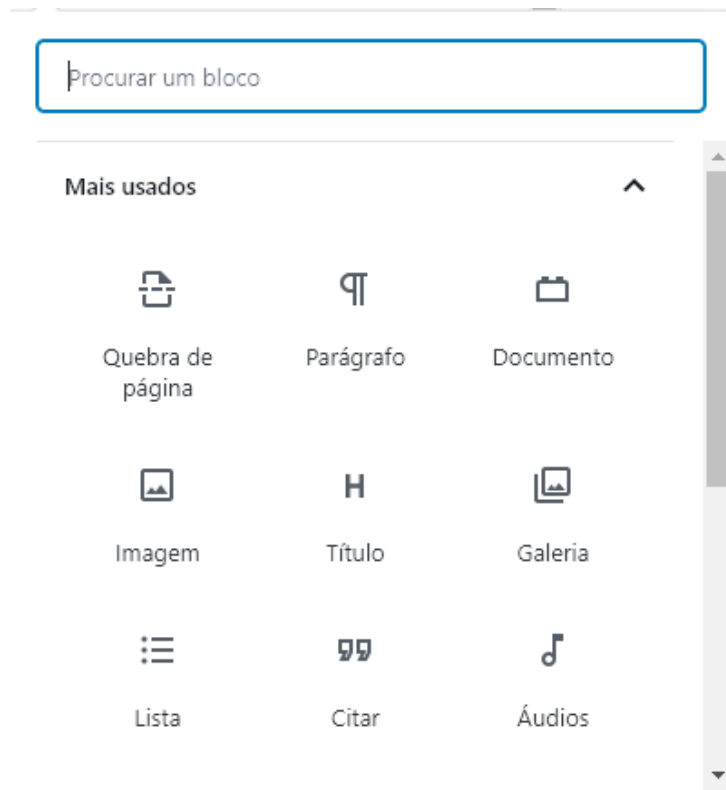 Procurar um bloco
Mais usados
Quebra de
página
Parágrafo
Documento
Imagem
Título
Galeria
Lista
Citar
Áudios